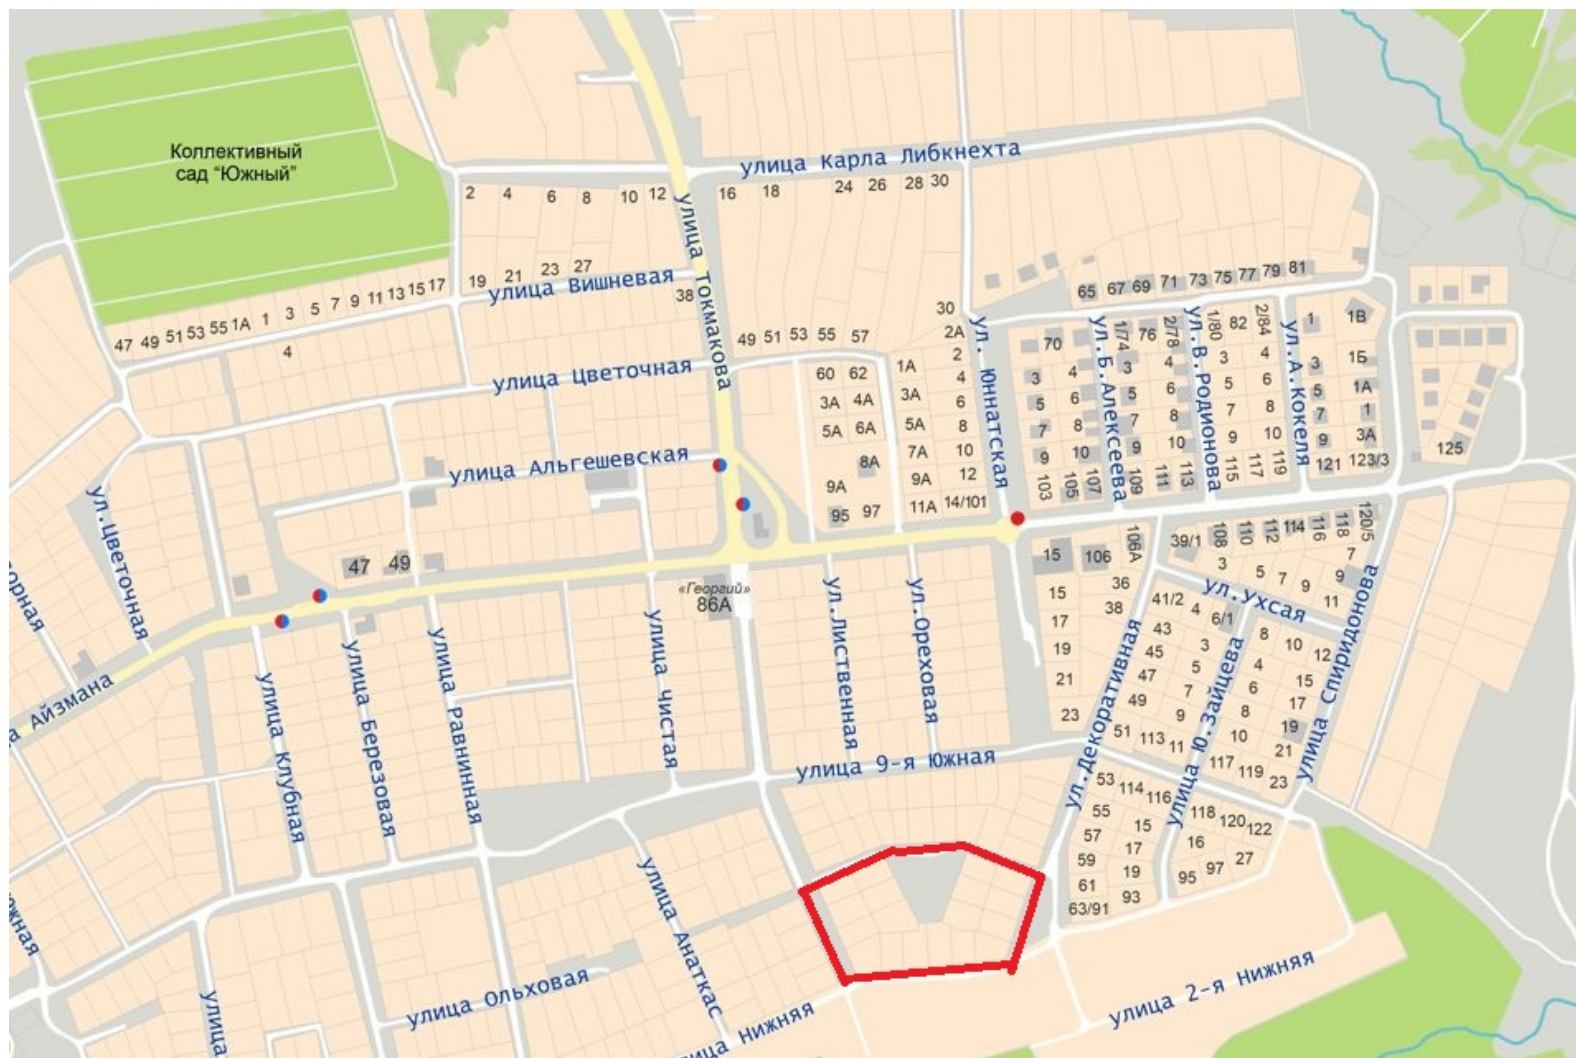 Коллективный
сад "Южный"
улица Карла Либкнехта
2 4 6 8 10 12 16 18 24 26 28 30
улица Токмакова
47 49 51 53 55 1А 1 3 5 7 9 11 13 15 17 19 21 23 27
улица Вишневая
38
4
65 67 69 71 73 75 77 79 81
30
2А
2
4
6
8
10
12
14/101
49 51 53 55 57
60 62
3А 4А
5А 6А
8А
9А
95 97
1А
3А
5А
7А
9А
11А
ул. Юннатская
70
3 4
5 6
7 8
9 10
103 105 107
ул.Б.Алексеева
1/74 76 2/78
3 4
5 6
7 8
9 10
109 111 113
ул.В.Родионова
1/80 82 2/84
3 4
5 6
7 8
9 10
115 117 119
ул.А.Кокеля
1 1В
3 1Б
5 1А
7 1
9 3А
121 123/3
125
улица Цветочная
улица Альгешевская
ул.Цветочная
47 49
«Георгий»
86А
а Айзмана
улица Клубная
улица Березовая
улица Равнинная
улица Чистая
ул.Лиственная
ул.Ореховая
15 106 106А
36
38
15
17
19
21
23
39/1 108 110 112 114 116 118 120/5
3 5 7 9 11 9 7
ул.Ухсая
41/2 4 6/1
43 3
45 5
47 7
49 9
51 113 11
8 10 12
4 15
6 17
8 19
10 21
117 119 23
ул.Декоративная
улица Ю.Зайцева
улица Спиридонова
улица 9-я Южная
53 114 116
55 15
57 17
59 19
61 93
63/91
118 120 122
16 27
95 97
улица Анаткас
улица Ольховая
улица
улица 2-я Нижняя